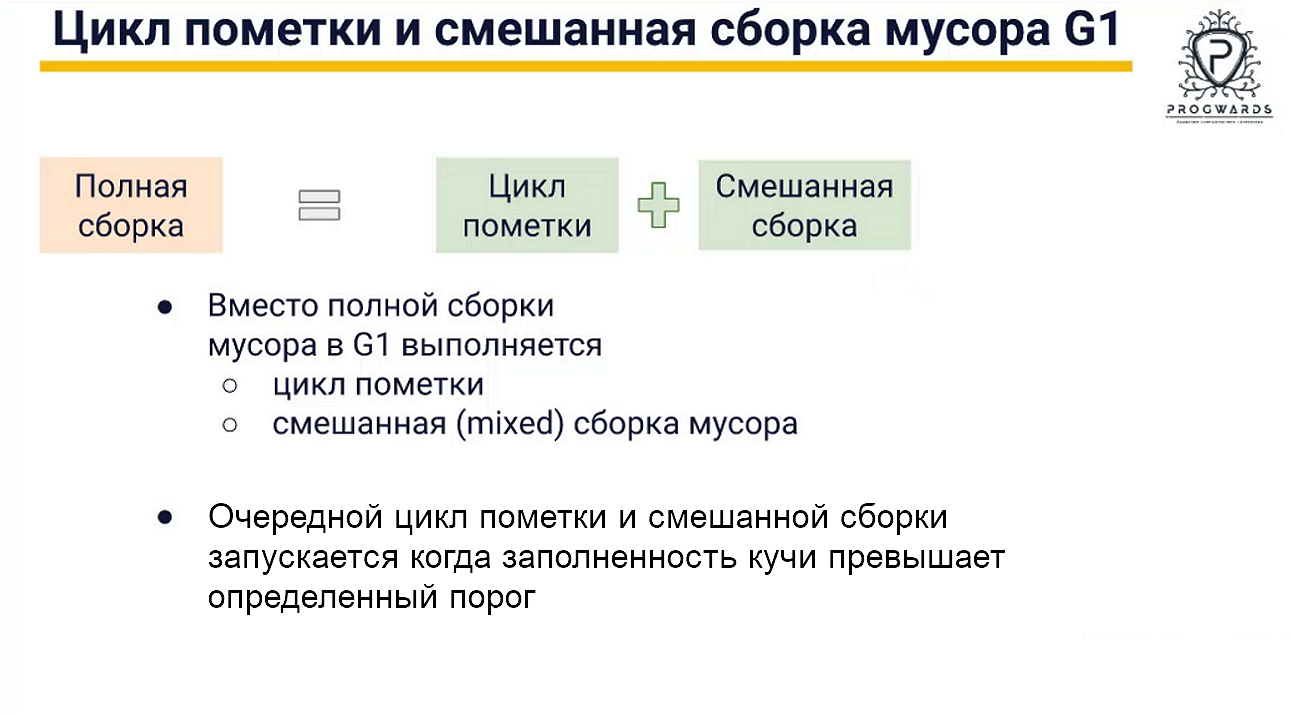 Цикл пометки и смешанная сборка мусора G1
PROGWARDS
Полная
сборка
Цикл
пометки
Смешанная
сборка
● Вместо полной сборки
мусора в G1 выполняется
○ цикл пометки
○ смешанная (mixed) сборка мусора
● Очередной цикл пометки и смешанной сборки
запускается когда заполненность кучи превышает
определенный порог